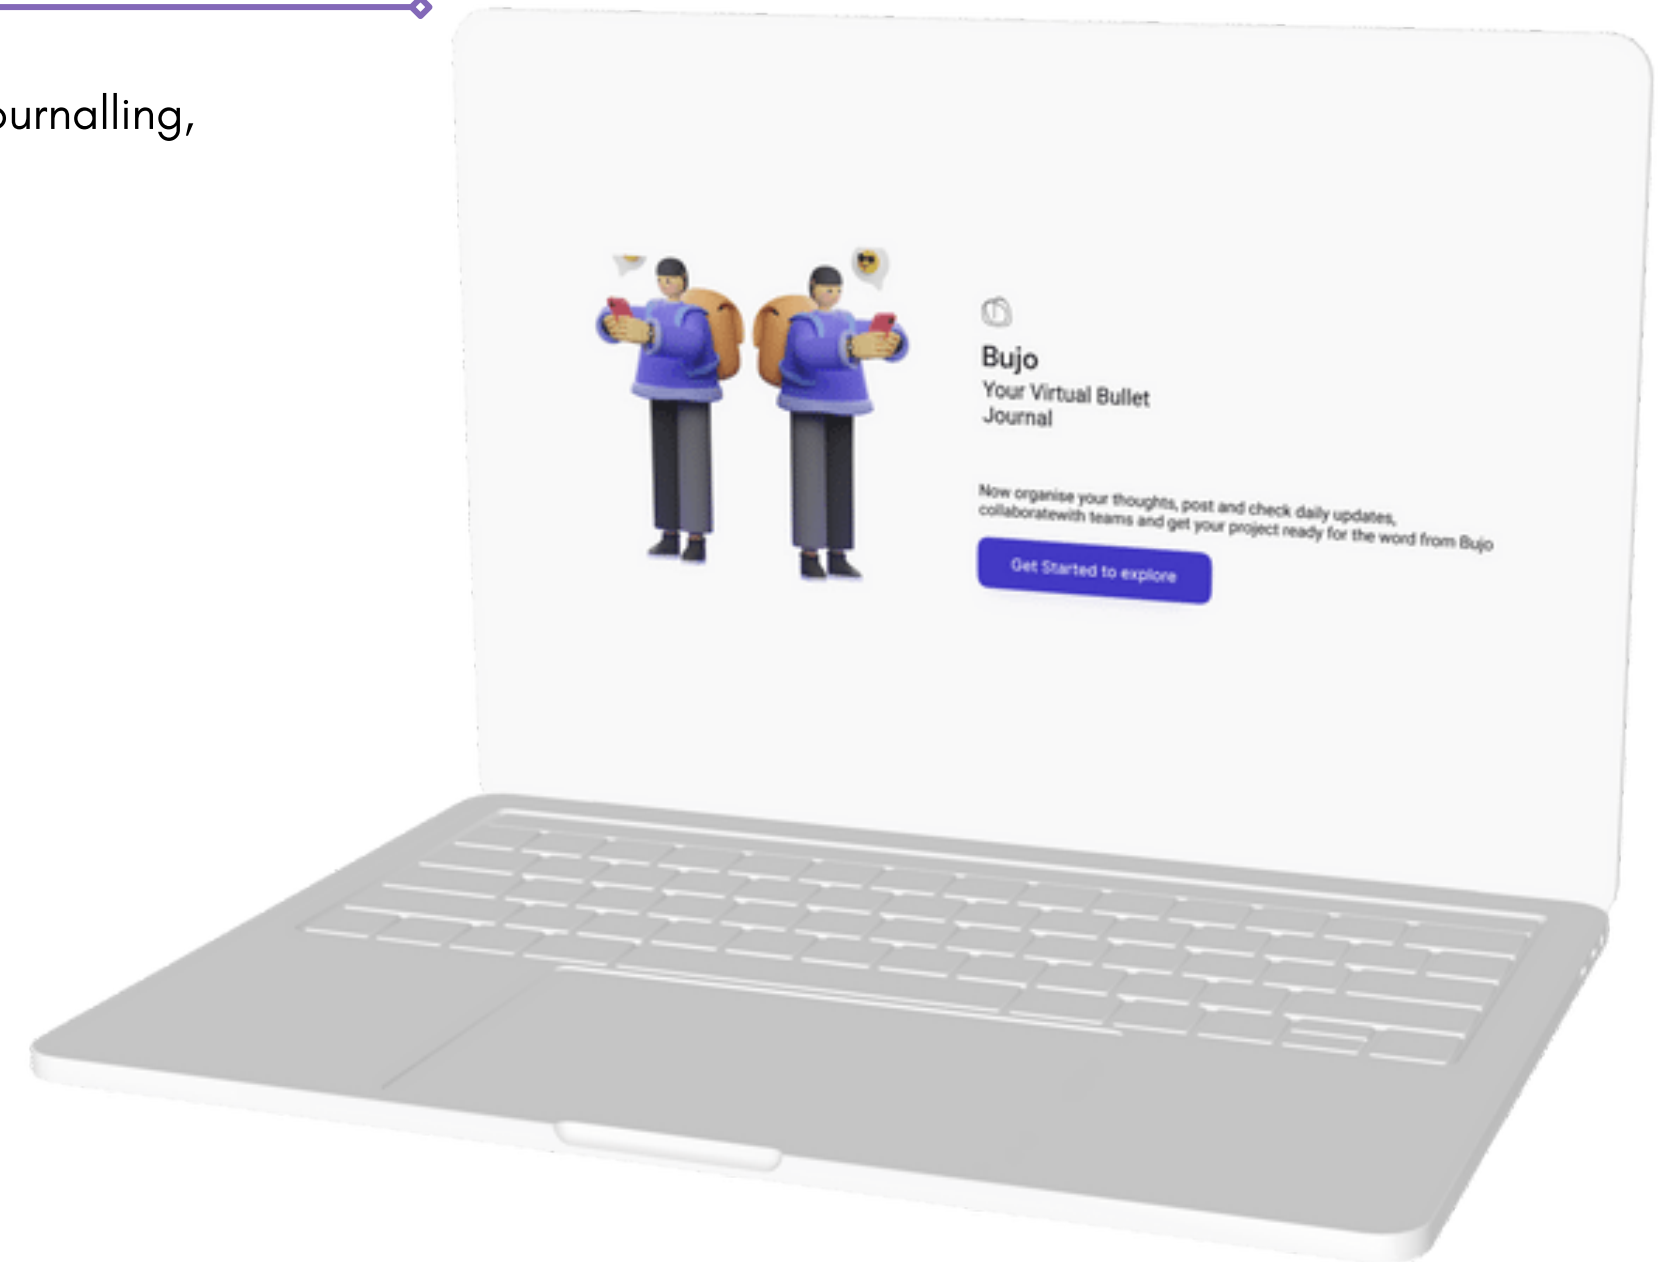 ournalling,
Bujo
Your Virtual Bullet
Journal
Now organise your thoughts, post and check daily updates,
collaboratewith teams and get your project ready for the word from Bujo
Get Started to explore